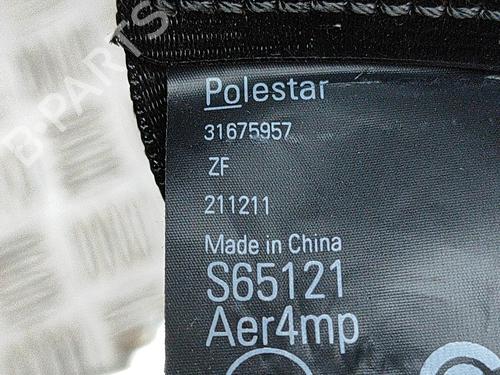 B-PARTS
Polestar
31675957
ZF
211211
Made in China
S65121
Aer4mp